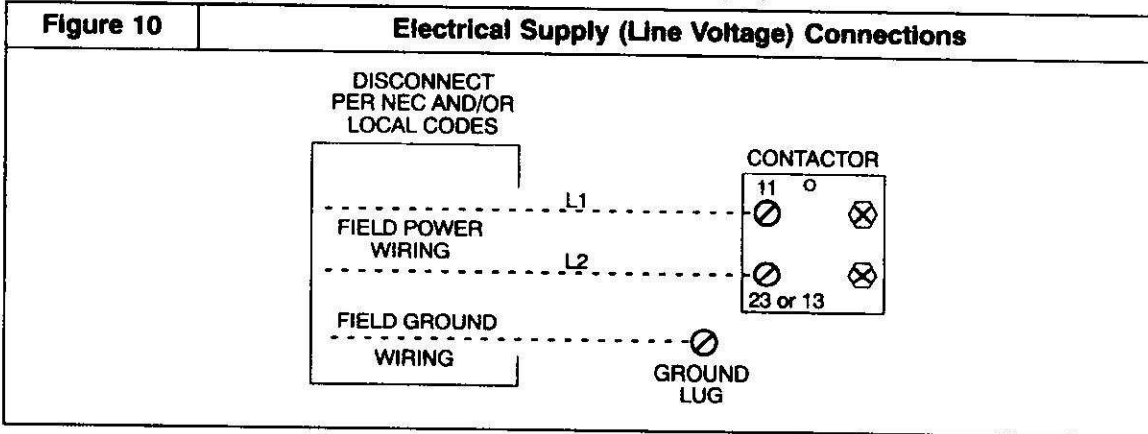 Figure 10
Electrical Supply (Line Voltage) Connections
DISCONNECT
PER NEC AND/OR
LOCAL CODES
CONTACTOR
11
L1
FIELD POWER
WIRING
L2
23 or 13
FIELD GROUND
WIRING
GROUND
LUG